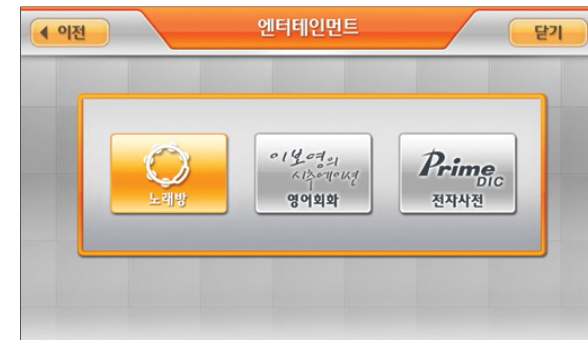 이전
엔터테인먼트
닫기
노래방
이보영의
시추에이션
영어회화
Prime
DIC
전자사전